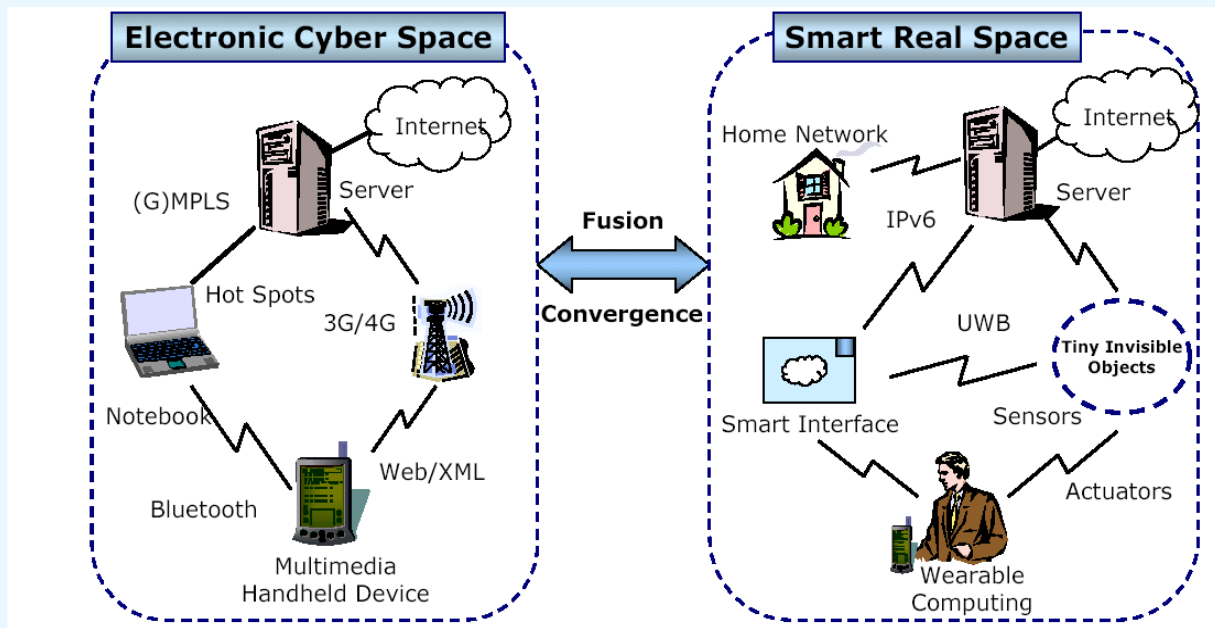 Electronic Cyber Space
Internet
Server
(G)MPLS
Hot Spots
3G/4G
Notebook
Web/XML
Bluetooth
Multimedia
Handheld Device
Fusion
Convergence
Smart Real Space
Internet
Home Network
Server
IPv6
UWB
Tiny Invisible
Objects
Smart Interface
Sensors
Actuators
Wearable
Computing